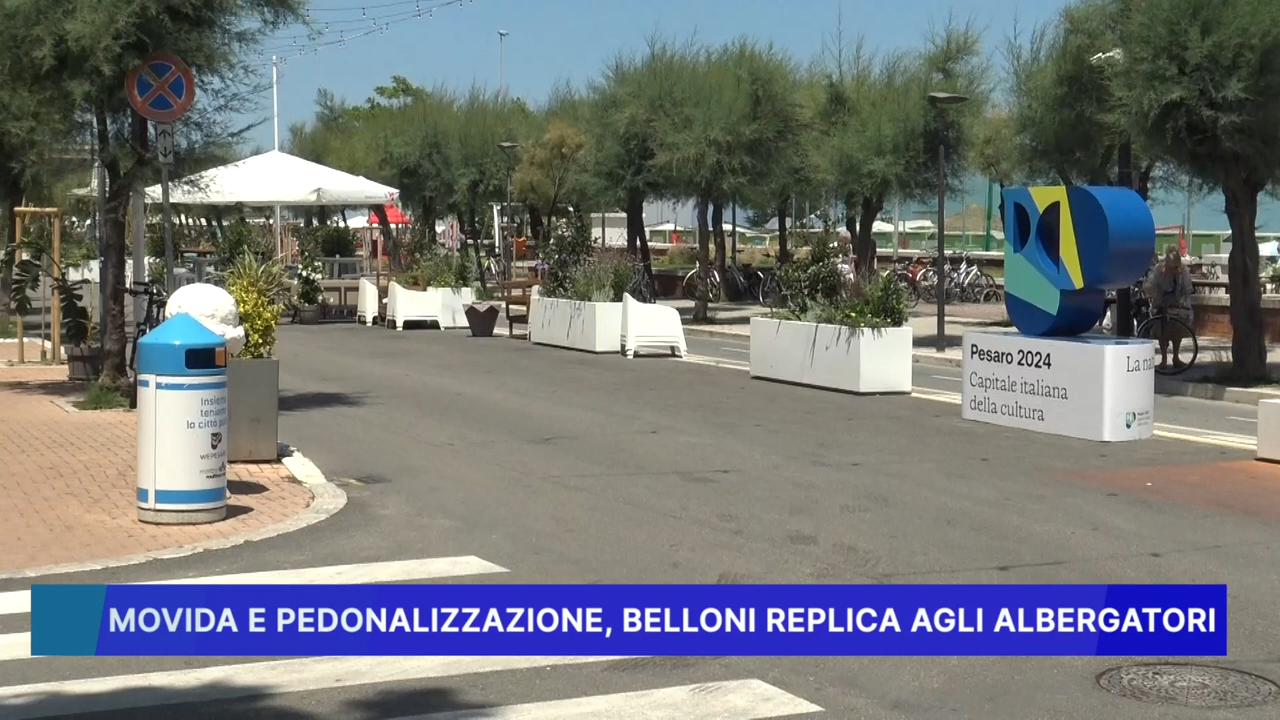 Pesaro 2024
Capitale italiana
della cultura
La na
Insieme
teniamo
la città
MOVIDA E PEDONALIZZAZIONE, BELLONI REPLICA AGLI ALBERGATORI